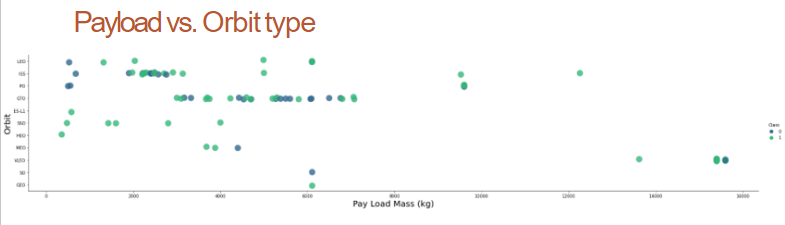 Payload vs. Orbit type
LEO
ISS
PO
GTO
ES-L1
SSO
HEO
MEO
VLEO
SO
GEO
Orbit
0 2000 4000 6000 8000 10000 12000 14000 16000
Pay Load Mass (kg)
Class
0
1